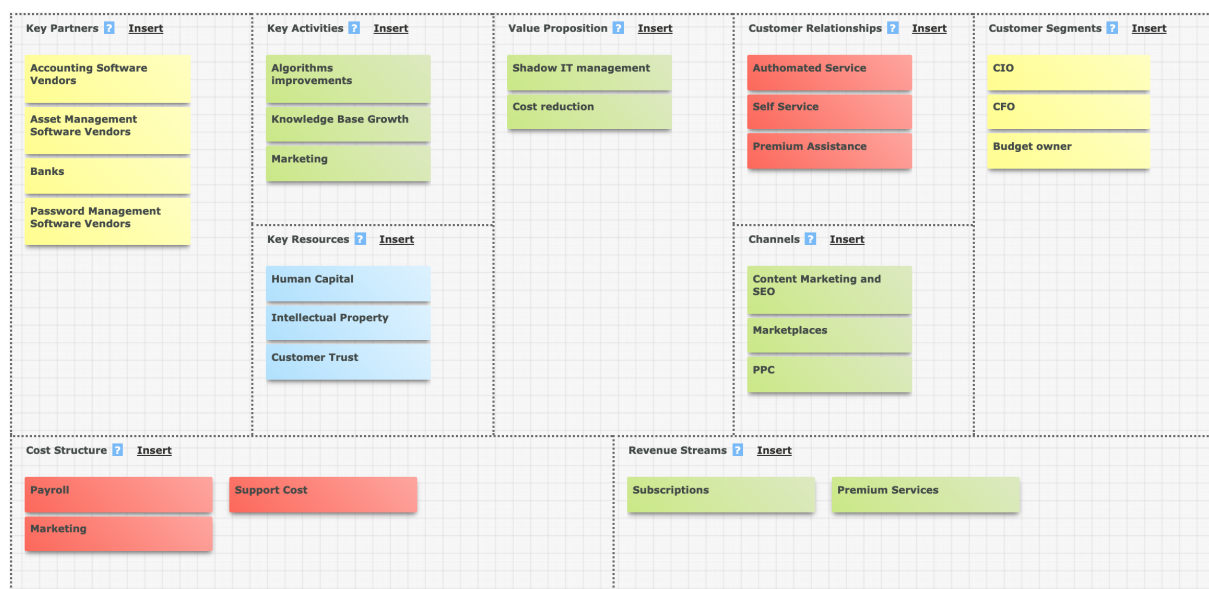 Key Partners ? Insert
Accounting Software
Vendors
Asset Management
Software Vendors
Banks
Password Management
Software Vendors
Key Activities ? Insert
Algorithms
improvements
Knowledge Base Growth
Marketing
Key Resources ? Insert
Human Capital
Intellectual Property
Customer Trust
Value Proposition ? Insert
Shadow IT management
Cost reduction
Customer Relationships ? Insert
Authomated Service
Self Service
Premium Assistance
Channels ? Insert
Content Marketing and
SEO
Marketplaces
PPC
Customer Segments ? Insert
CIO
CFO
Budget owner
Cost Structure ? Insert
Payroll
Support Cost
Marketing
Revenue Streams ? Insert
Subscriptions
Premium Services